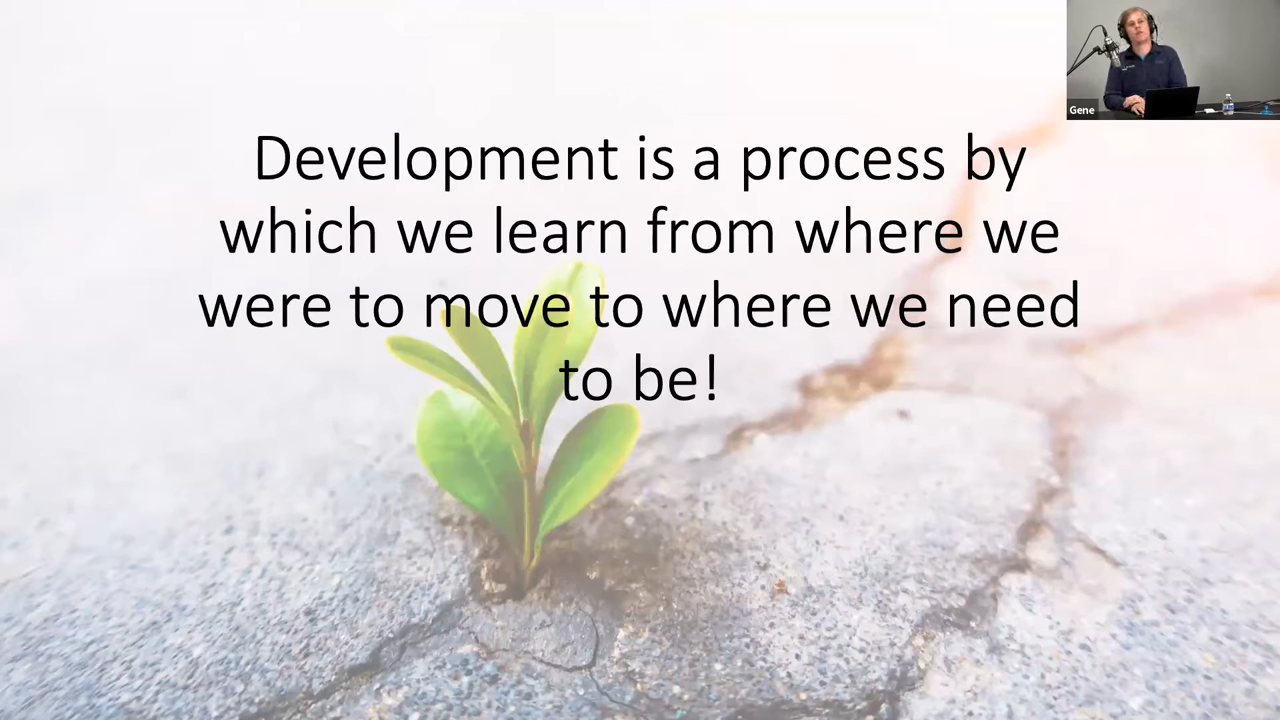 Gene
Development is a process by
which we learn from where we
were to move to where we need
to be!